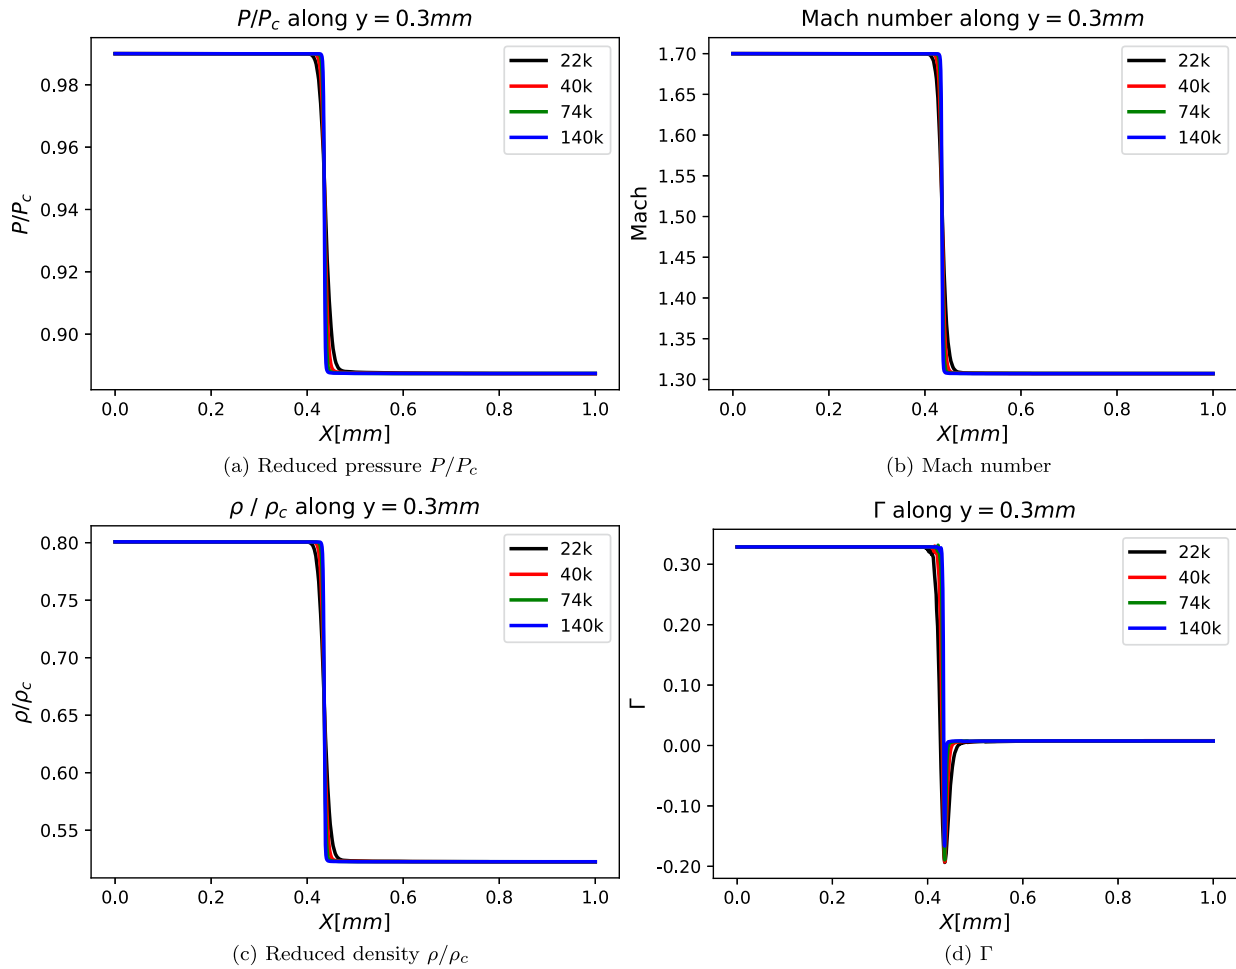 P/Pc along y = 0.3mm
0.98
0.96
0.94
0.92
0.90
P/Pc
22k
40k
74k
140k
0.0 0.2 0.4 0.6 0.8 1.0
X[mm]
(a) Reduced pressure P/Pc
Mach number along y = 0.3mm
1.70
1.65
1.60
1.55
1.50
1.45
1.40
1.35
1.30
Mach
22k
40k
74k
140k
0.0 0.2 0.4 0.6 0.8 1.0
X[mm]
(b) Mach number
ρ / ρc along y = 0.3mm
0.80
0.75
0.70
0.65
0.60
0.55
ρ/ρc
22k
40k
74k
140k
0.0 0.2 0.4 0.6 0.8 1.0
X[mm]
(c) Reduced density ρ/ρc
Γ along y = 0.3mm
0.30
0.20
0.10
0.00
-0.10
-0.20
Γ
22k
40k
74k
140k
0.0 0.2 0.4 0.6 0.8 1.0
X[mm]
(d) Γ